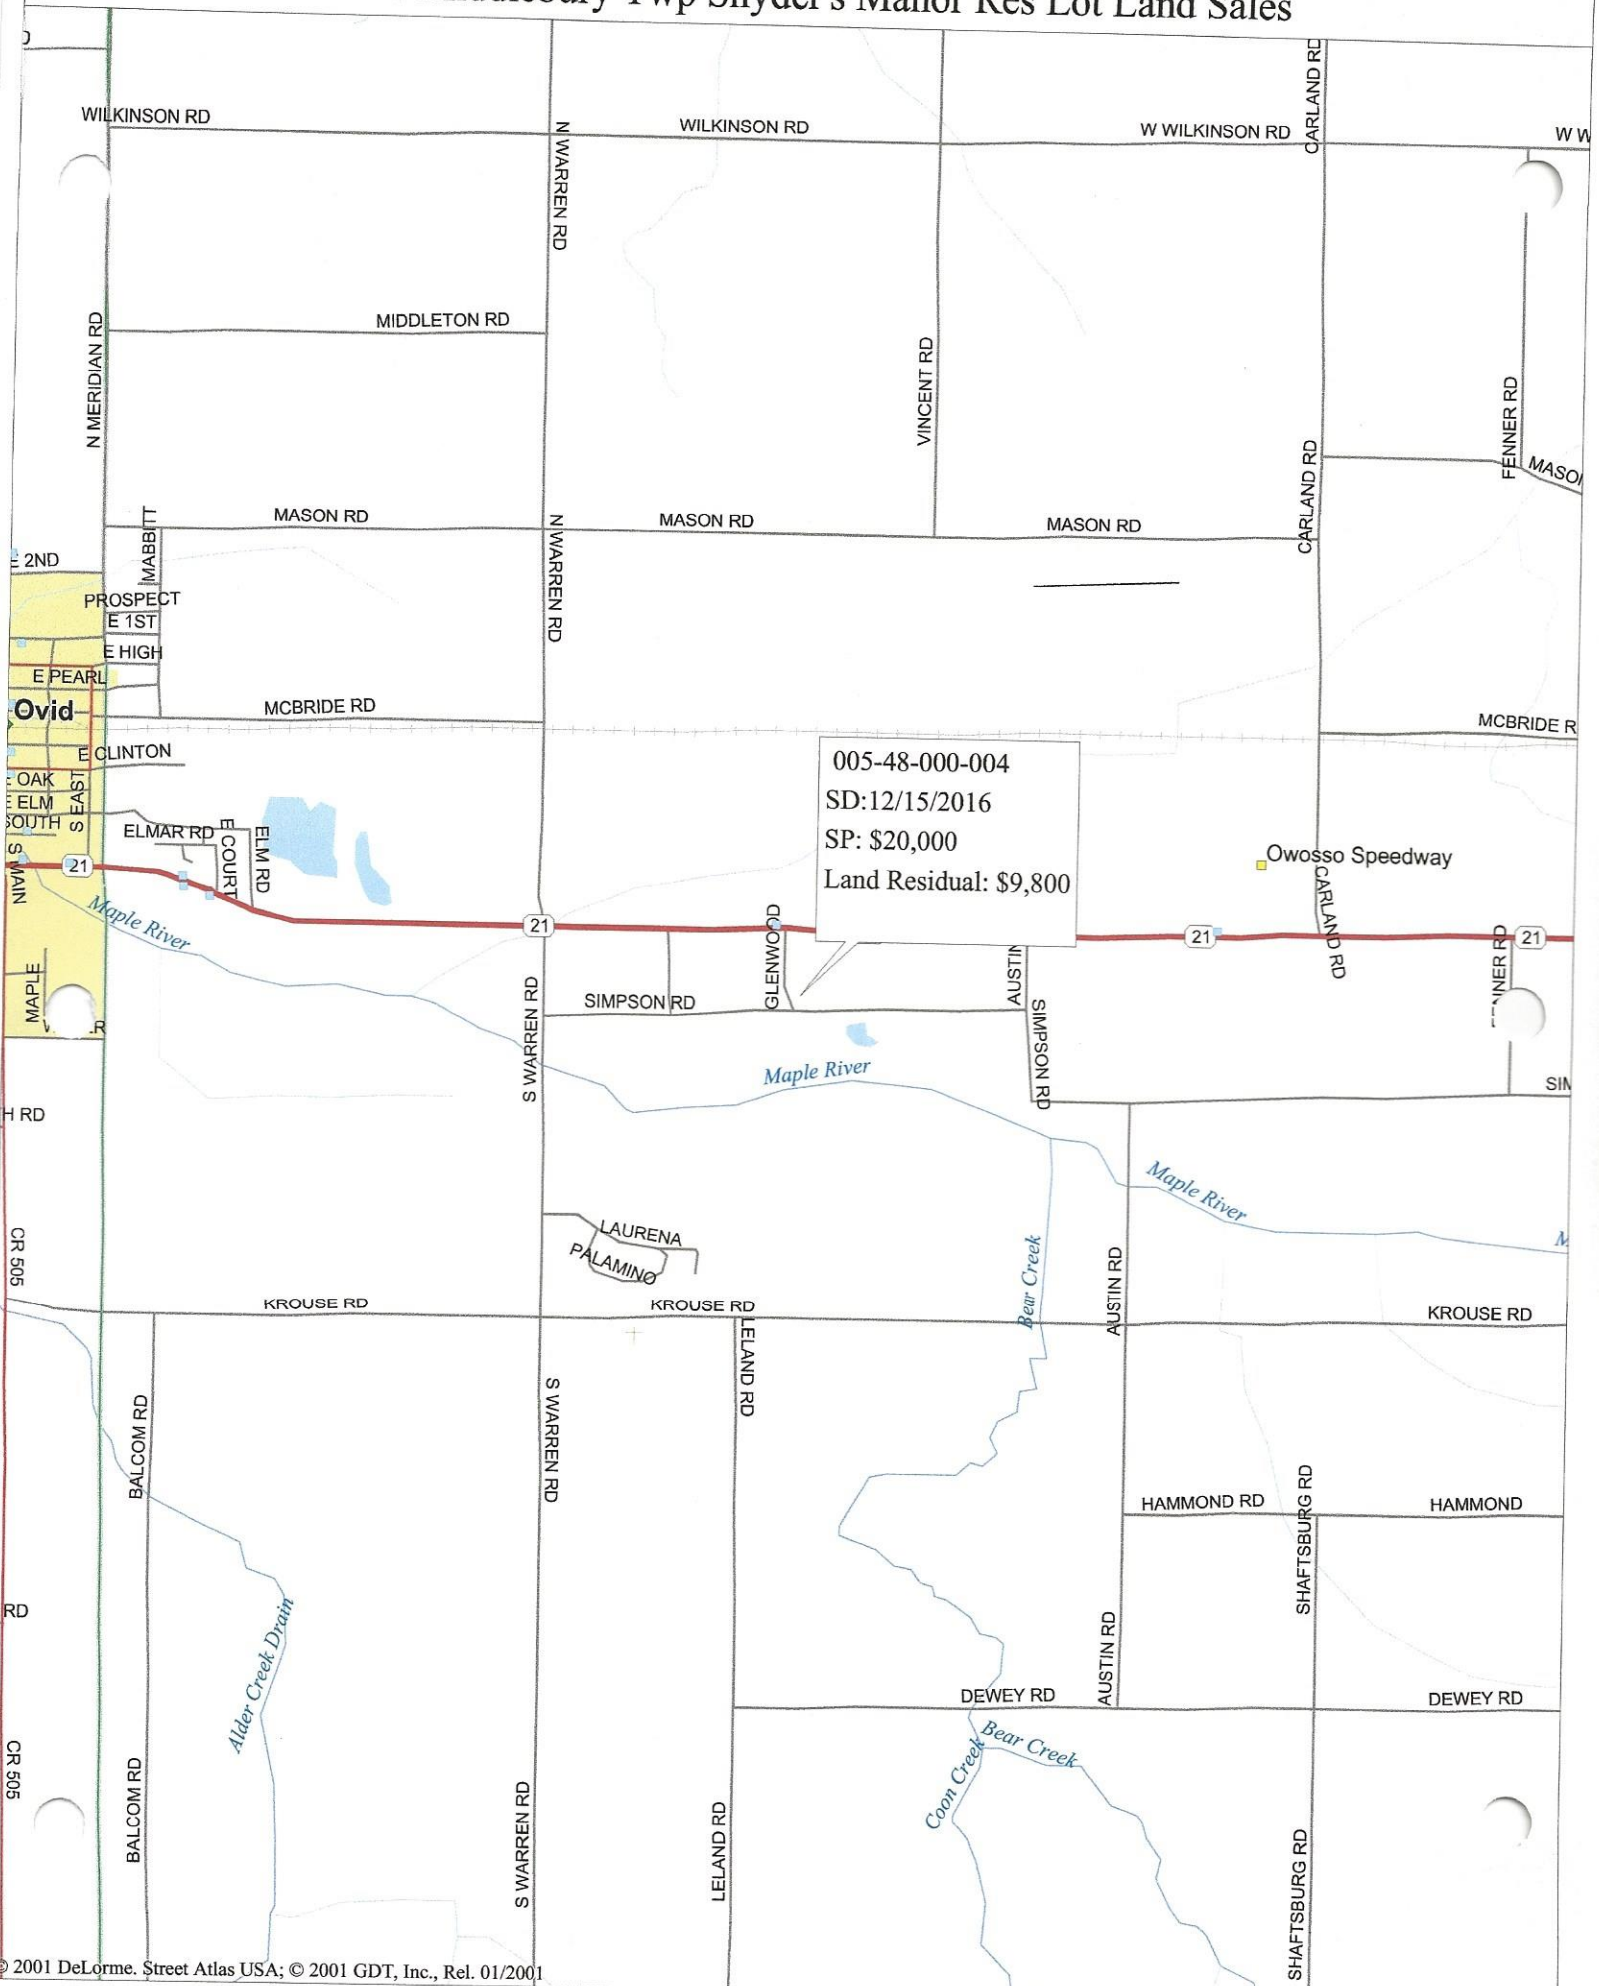 Twp Snyder's Manor Res Lot Land Sales
WILKINSON RD
WILKINSON RD
W WILKINSON RD
CARLAND RD
W W
N WARREN RD
N MERIDIAN RD
MIDDLETON RD
VINCENT RD
CARLAND RD
FENNER RD
MASON RD
MASON RD
MASON RD
N WARREN RD
E 2ND
MABBITT
PROSPECT
E 1ST
E HIGH
E PEARL
Ovid
MCBRIDE RD
MCBRIDE R
E CLINTON
OAK
ELM
SOUTH
S EAST
S MAIN
ELMAR RD
E COURT
ELM RD
005-48-000-004
SD:12/15/2016
SP: $20,000
Land Residual: $9,800
Owosso Speedway
CARLAND RD
21
21
21
21
Maple River
MAPLE
GLENWOOD
AUSTIN
SIMPSON RD
SIMPSON RD
S WARREN RD
Maple River
SIM
H RD
Maple River
M
LAURENA
PALAMINO
CR 505
KROUSE RD
KROUSE RD
KROUSE RD
Bear Creek
AUSTIN RD
LELAND RD
BALCOM RD
S WARREN RD
HAMMOND RD
HAMMOND
SHAFTSBURG RD
RD
Alder Creek Drain
AUSTIN RD
DEWEY RD
DEWEY RD
Bear Creek
Coon Creek
CR 505
BALCOM RD
S WARREN RD
LELAND RD
SHAFTSBURG RD
© 2001 DeLorme. Street Atlas USA; © 2001 GDT, Inc., Rel. 01/2001